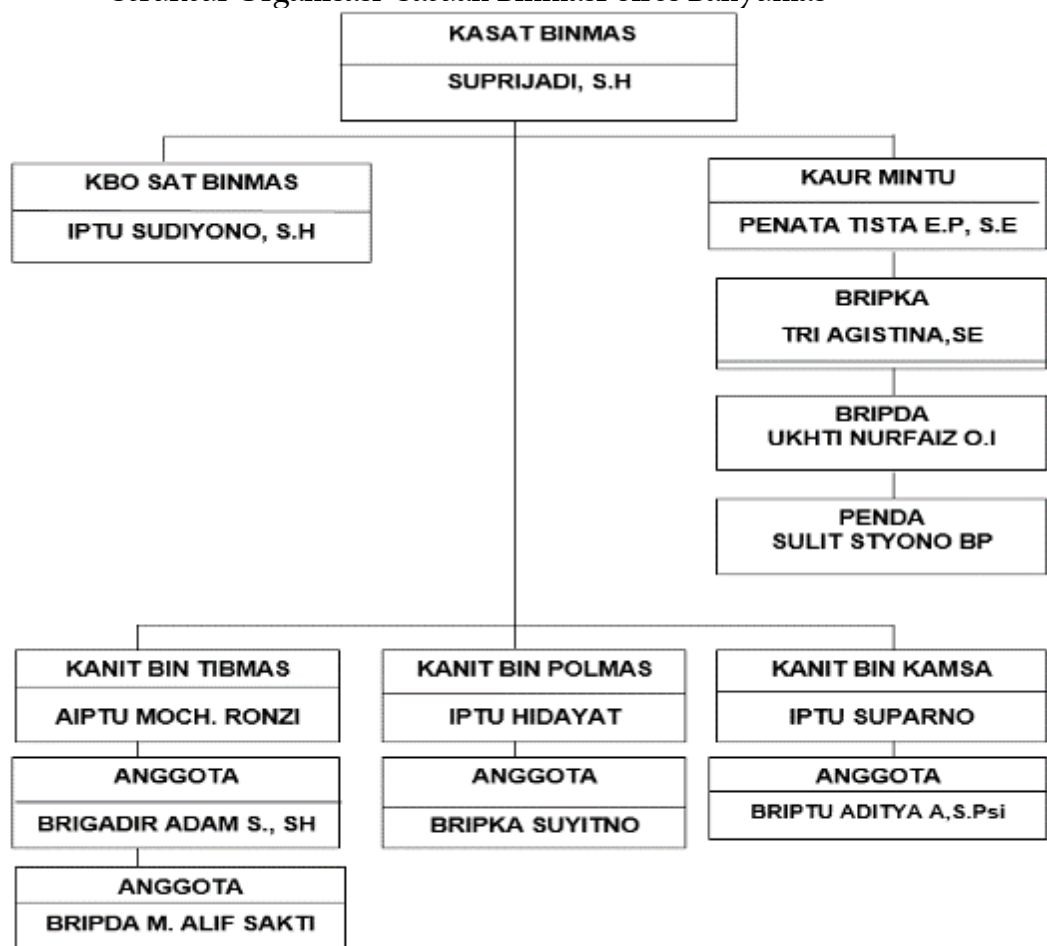 KASAT BINMAS
SUPRIJADI, S.H
KBO SAT BINMAS
IPTU SUDIYONO, S.H
KAUR MINTU
PENATA TISTA E.P, S.E
BRIPKA
TRI AGISTINA,SE
BRIPDA
UKHTI NURFAIZ O.I
PENDA
SULIT STYONO BP
KANIT BIN TIBMAS
AIPTU MOCH. RONZI
KANIT BIN POLMAS
IPTU HIDAYAT
KANIT BIN KAMSA
IPTU SUPARNO
ANGGOTA
BRIGADIR ADAM S., SH
ANGGOTA
BRIPKA SUYITNO
ANGGOTA
BRIPTU ADITYA A,S.Psi
ANGGOTA
BRIPDA M. ALIF SAKTI